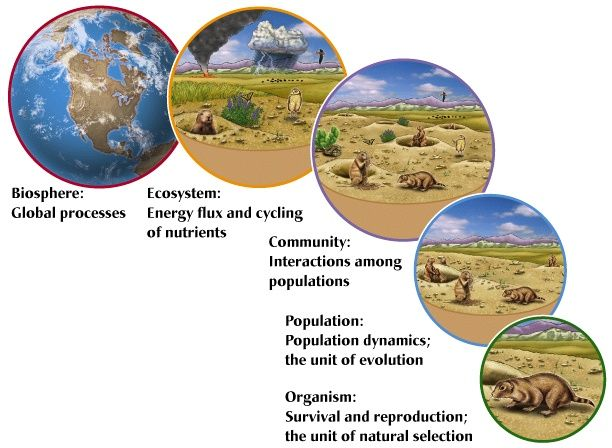 Biosphere:
Global processes
Ecosystem:
Energy flux and cycling
of nutrients
Community:
Interactions among
populations
Population:
Population dynamics;
the unit of evolution
Organism:
Survival and reproduction;
the unit of natural selection